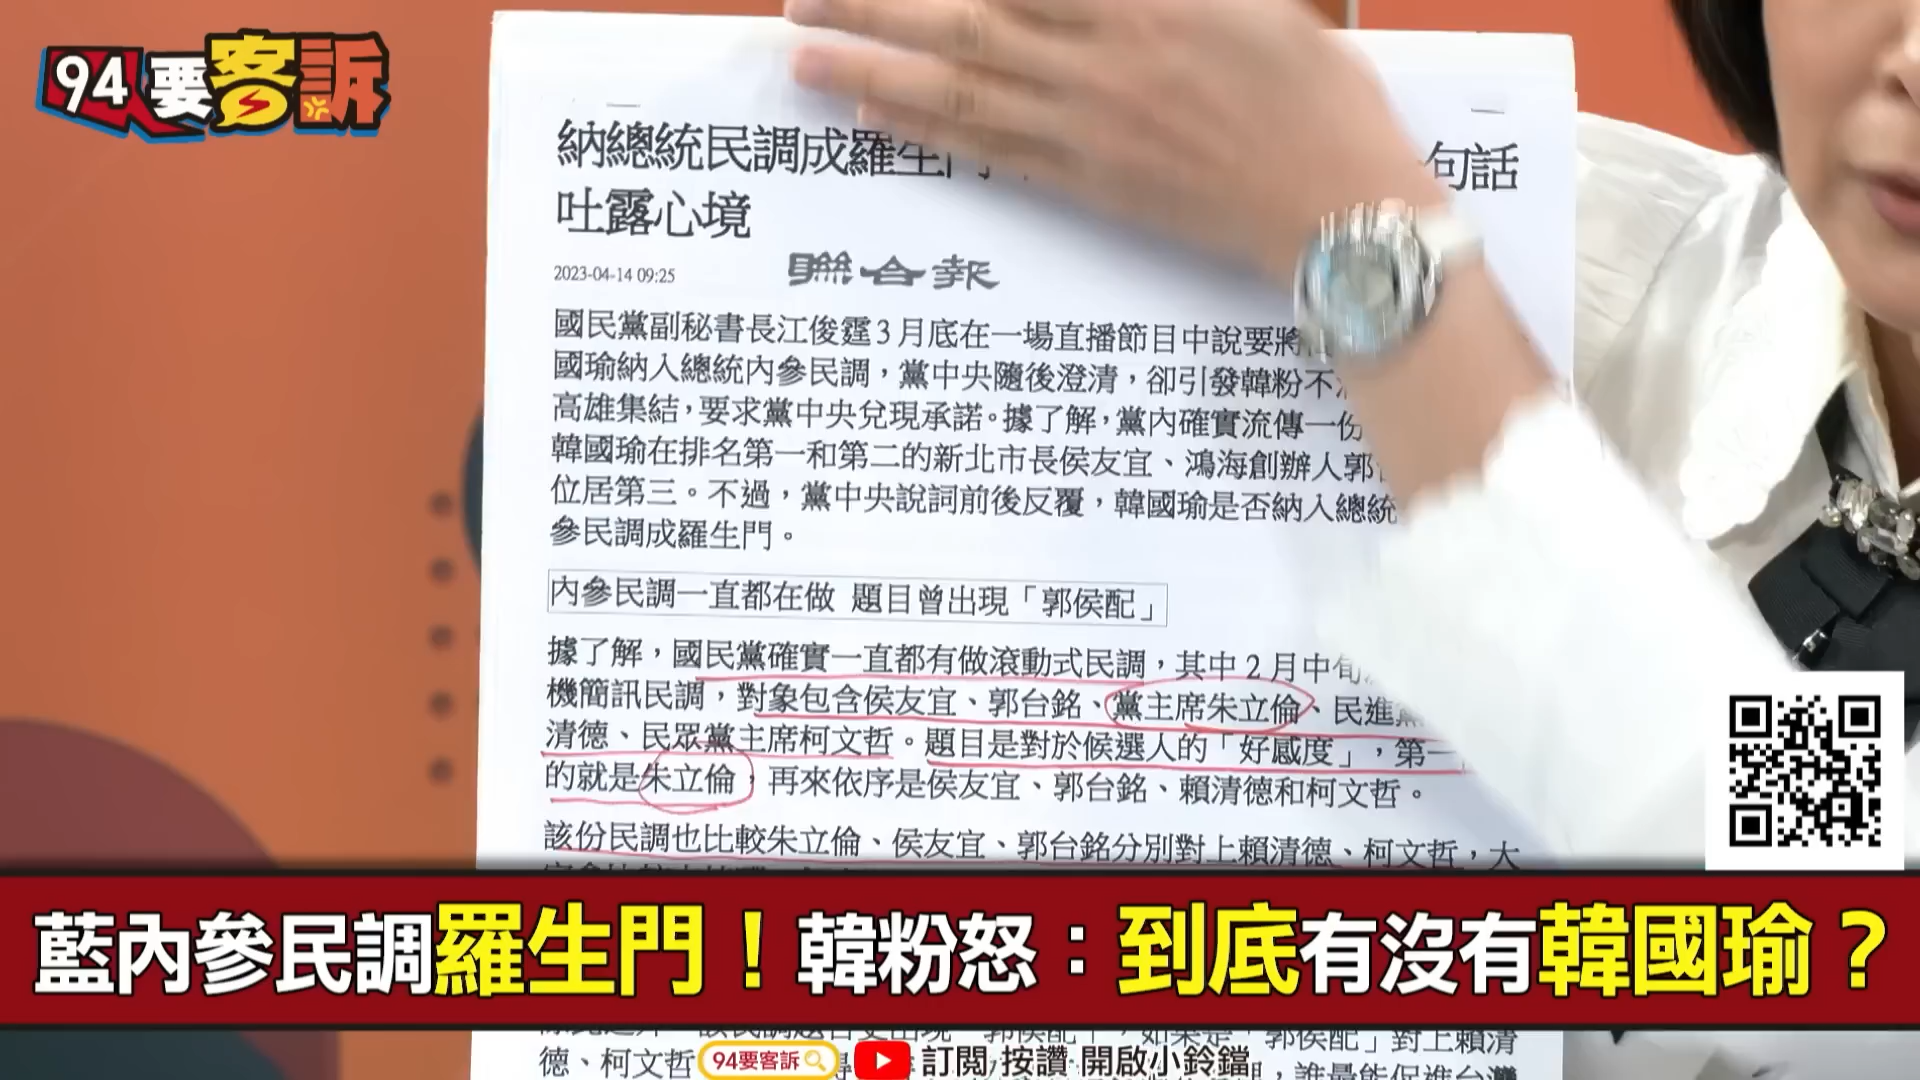 94要客訴
納總統民調成羅生門
句話
吐露心境
2023-04-14 09:25
聯合報
國民黨副秘書長江俊霆3月底在一場直播節目中說要將
國瑜納入總統內參民調，黨中央隨後澄清，卻引發韓粉不
高雄集結，要求黨中央兌現承諾。據了解，黨內確實流傳一份
韓國瑜在排名第一和第二的新北市長侯友宜、鴻海創辦人郭
位居第三。不過，黨中央說詞前後反覆，韓國瑜是否納入總統
參民調成羅生門。
內參民調一直都在做 題目曾出現「郭侯配」
據了解，國民黨確實一直都有做滾動式民調，其中2月中旬
機簡訊民調，對象包含侯友宜、郭台銘、黨主席朱立倫、民進黨
清德、民眾黨主席柯文哲。題目是對於候選人的「好感度」，第一
的就是朱立倫，再來依序是侯友宜、郭台銘、賴清德和柯文哲。
該份民調也比較朱立倫、侯友宜、郭台銘分別對上賴清德、柯文哲，大
藍內參民調羅生門！韓粉怒：到底有沒有韓國瑜？
「郭侯配」對上賴清
德、柯文哲
94要客訴
訂閱 按讚 開啟小鈴鐺